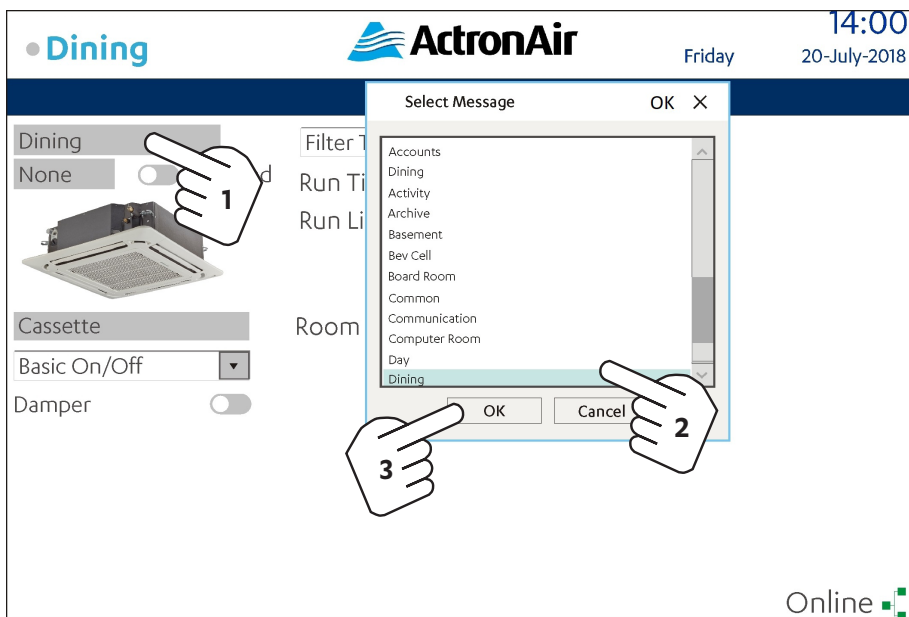 Dining
ActronAir
Friday
14:00
20-July-2018
Select Message OK
Dining
None
Filter
Run
Run
Accounts
Dining
Activity
Archive
Basement
Bev Cell
Board Room
Common
Communication
Computer Room
Day
Dining
OK Cancel
Cassette
Room
Basic On/Off
Damper
1
2
3
Online